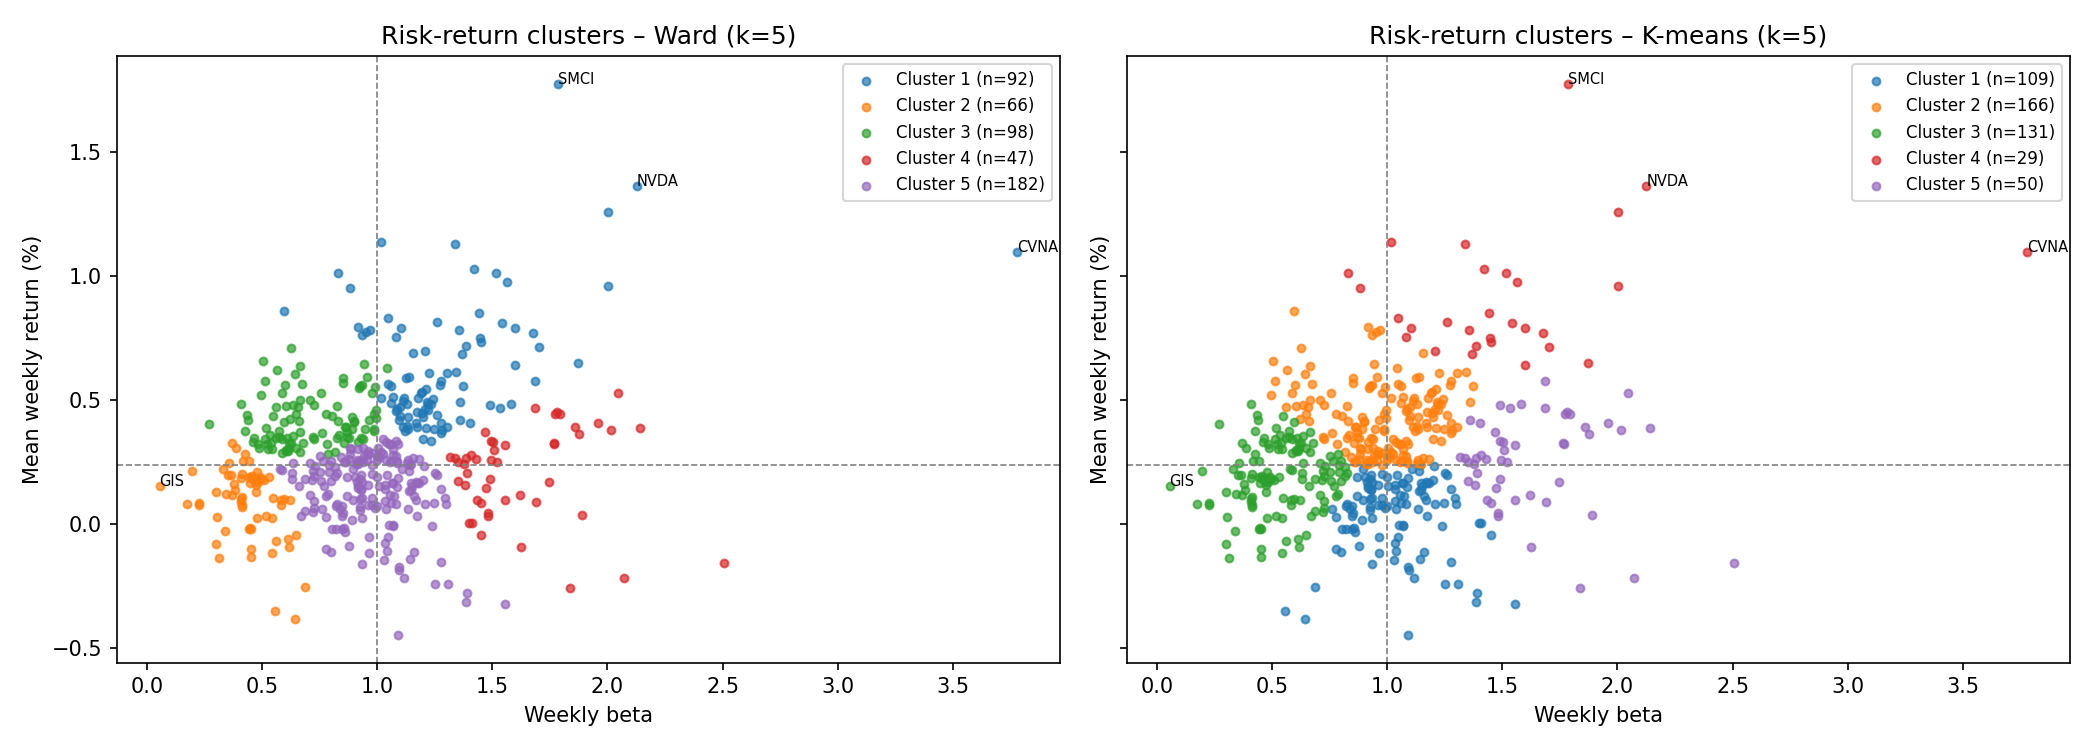 Risk-return clusters – Ward (k=5)
Cluster 1 (n=92)
Cluster 2 (n=66)
Cluster 3 (n=98)
Cluster 4 (n=47)
Cluster 5 (n=182)
SMCI
NVDA
CVNA
GIS
Mean weekly return (%)
1.5
1.0
0.5
0.0
−0.5
0.0
0.5
1.0
1.5
2.0
2.5
3.0
3.5
Weekly beta
Risk-return clusters – K-means (k=5)
Cluster 1 (n=109)
Cluster 2 (n=166)
Cluster 3 (n=131)
Cluster 4 (n=29)
Cluster 5 (n=50)
SMCI
NVDA
CVNA
GIS
Mean weekly return (%)
0.0
0.5
1.0
1.5
2.0
2.5
3.0
3.5
Weekly beta